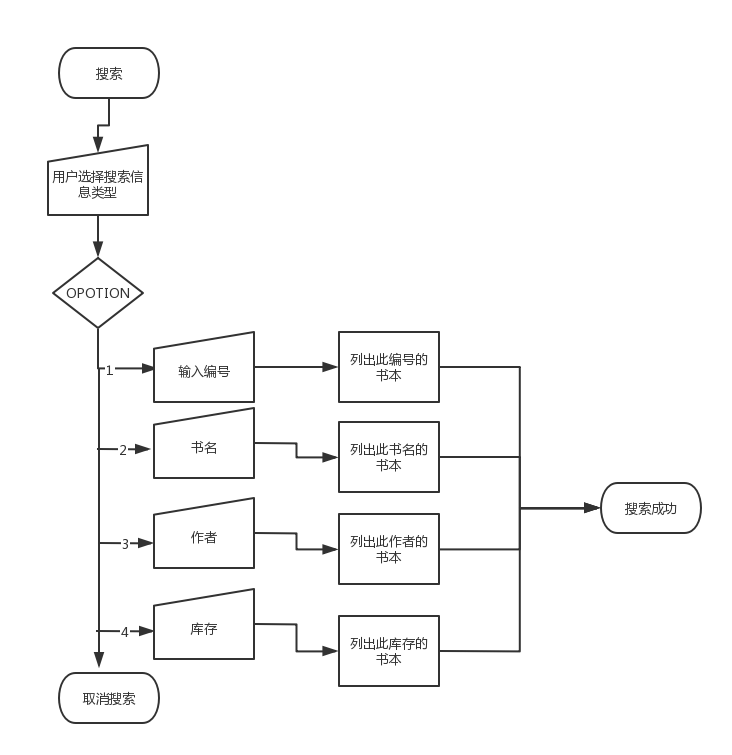 搜索
用户选择搜索信
息类型
OPOTION
1
输入编号
列出此编号的
书本
2
书名
列出此书名的
书本
3
作者
列出此作者的
书本
搜索成功
4
库存
列出此库存的
书本
取消搜索